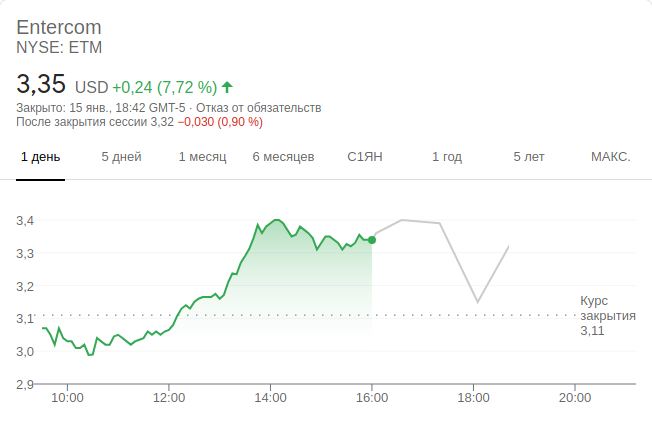 Entercom
NYSE: ETM
3,35 USD +0,24 (7,72 %)
Закрыто: 15 янв., 18:42 GMT-5 · Отказ от обязательств
После закрытия сессии 3,32 −0,030 (0,90 %)
1 день 5 дней 1 месяц 6 месяцев С1ЯН 1 год 5 лет МАКС.
3,4
3,3
3,2
3,1
3,0
2,9
Курс
закрытия
3,11
10:00 12:00 14:00 16:00 18:00 20:00